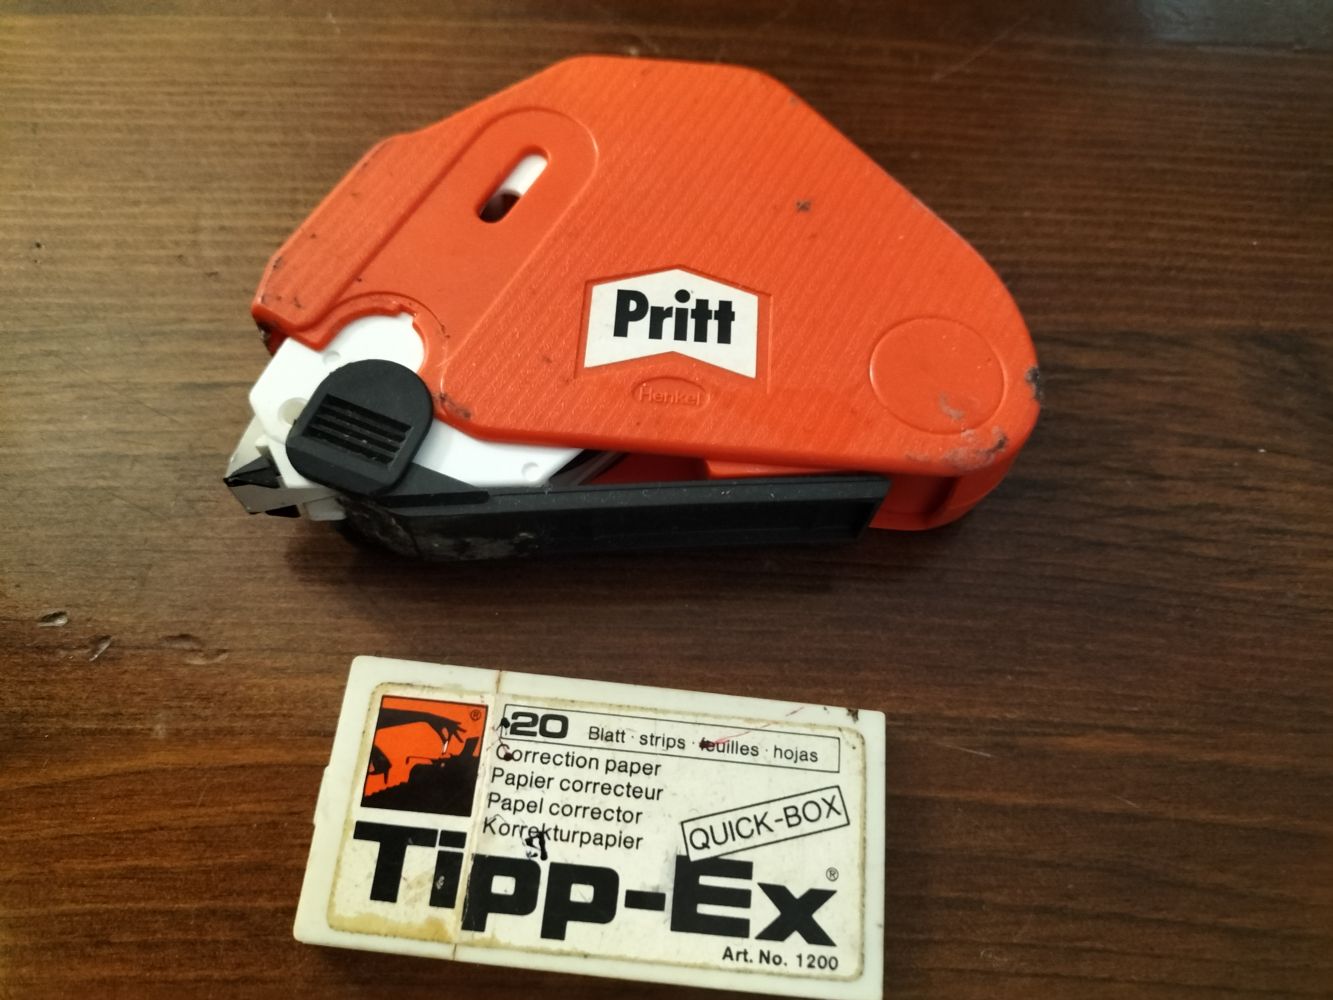 Pritt
Henkel
20 Blatt · strips · feuilles · hojas
Correction paper
Papier correcteur
Papel corrector
Korrekturpapier
QUICK-BOX
Tipp-Ex®
Art. No. 1200